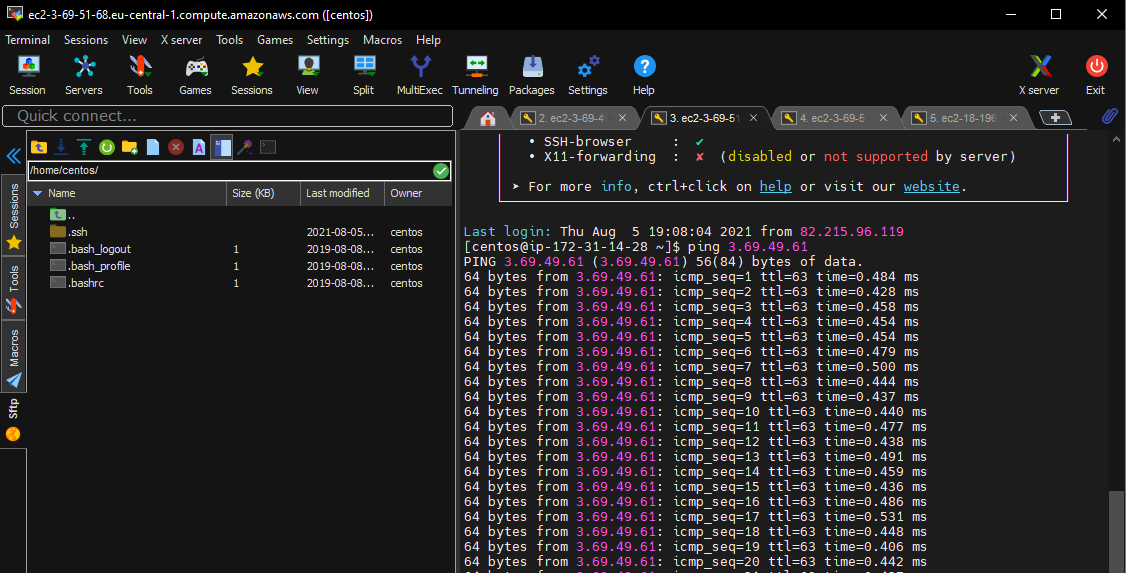 ec2-3-69-51-68.eu-central-1.compute.amazonaws.com ([centos])
Terminal Sessions View X server Tools Games Settings Macros Help
Session Servers Tools Games Sessions View Split MultiExec Tunneling Packages Settings Help X server Exit
Quick connect...
2. ec2-3-69-4 3. ec2-3-69-51 4. ec2-3-69-5 5. ec2-18-196
/home/centos/
Name Size (KB) Last modified Owner
..
.ssh 2021-08-05... centos
.bash_logout 1 2019-08-08... centos
.bash_profile 1 2019-08-08... centos
.bashrc 1 2019-08-08... centos
Sessions
Tools
Macros
Sftp
• SSH-browser : ✔
• X11-forwarding : ✘ (disabled or not supported by server)
➤ For more info, ctrl+click on help or visit our website.
Last login: Thu Aug  5 19:08:04 2021 from 82.215.96.119
[centos@ip-172-31-14-28 ~]$ ping 3.69.49.61
PING 3.69.49.61 (3.69.49.61) 56(84) bytes of data.
64 bytes from 3.69.49.61: icmp_seq=1 ttl=63 time=0.484 ms
64 bytes from 3.69.49.61: icmp_seq=2 ttl=63 time=0.428 ms
64 bytes from 3.69.49.61: icmp_seq=3 ttl=63 time=0.458 ms
64 bytes from 3.69.49.61: icmp_seq=4 ttl=63 time=0.454 ms
64 bytes from 3.69.49.61: icmp_seq=5 ttl=63 time=0.454 ms
64 bytes from 3.69.49.61: icmp_seq=6 ttl=63 time=0.479 ms
64 bytes from 3.69.49.61: icmp_seq=7 ttl=63 time=0.500 ms
64 bytes from 3.69.49.61: icmp_seq=8 ttl=63 time=0.444 ms
64 bytes from 3.69.49.61: icmp_seq=9 ttl=63 time=0.437 ms
64 bytes from 3.69.49.61: icmp_seq=10 ttl=63 time=0.440 ms
64 bytes from 3.69.49.61: icmp_seq=11 ttl=63 time=0.477 ms
64 bytes from 3.69.49.61: icmp_seq=12 ttl=63 time=0.438 ms
64 bytes from 3.69.49.61: icmp_seq=13 ttl=63 time=0.491 ms
64 bytes from 3.69.49.61: icmp_seq=14 ttl=63 time=0.459 ms
64 bytes from 3.69.49.61: icmp_seq=15 ttl=63 time=0.436 ms
64 bytes from 3.69.49.61: icmp_seq=16 ttl=63 time=0.486 ms
64 bytes from 3.69.49.61: icmp_seq=17 ttl=63 time=0.531 ms
64 bytes from 3.69.49.61: icmp_seq=18 ttl=63 time=0.448 ms
64 bytes from 3.69.49.61: icmp_seq=19 ttl=63 time=0.406 ms
64 bytes from 3.69.49.61: icmp_seq=20 ttl=63 time=0.442 ms